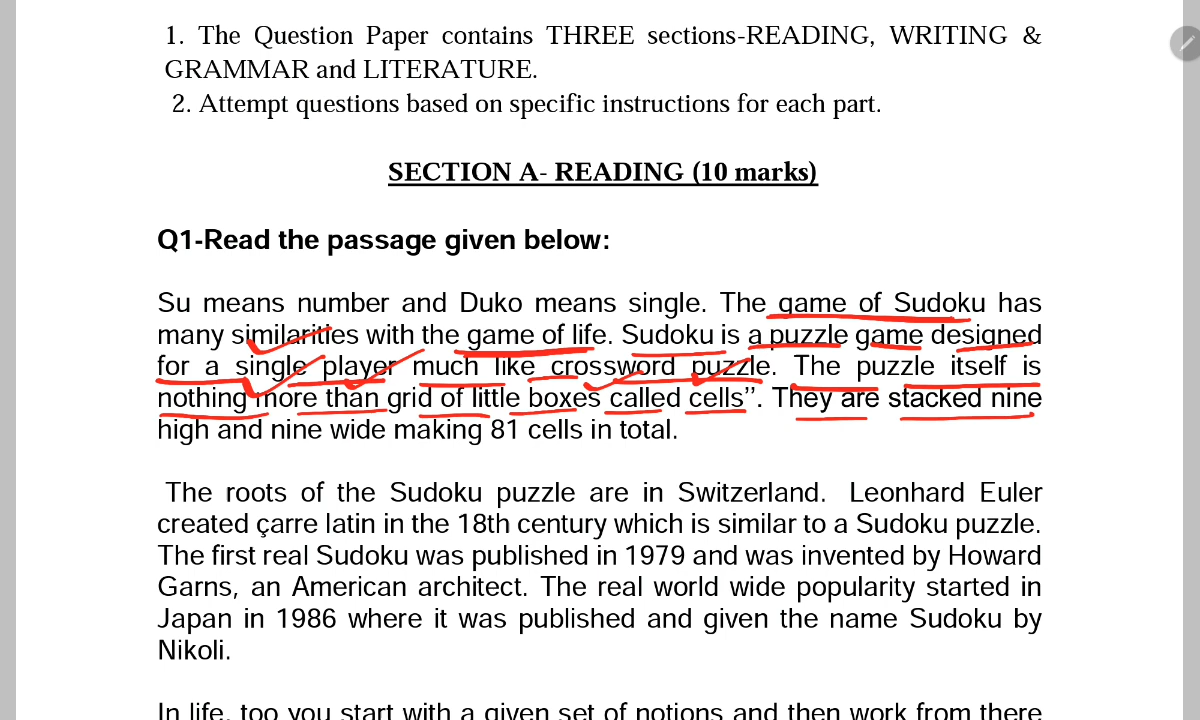 1. The Question Paper contains THREE sections-READING, WRITING &
GRAMMAR and LITERATURE.
2. Attempt questions based on specific instructions for each part.
SECTION A- READING (10 marks)
Q1-Read the passage given below:
Su means number and Duko means single. The game of Sudoku has
many similarities with the game of life. Sudoku is a puzzle game designed
for a single player much like crossword puzzle. The puzzle itself is
nothing more than grid of little boxes called cells’’. They are stacked nine
high and nine wide making 81 cells in total.
The roots of the Sudoku puzzle are in Switzerland. Leonhard Euler
created çarre latin in the 18th century which is similar to a Sudoku puzzle.
The first real Sudoku was published in 1979 and was invented by Howard
Garns, an American architect. The real world wide popularity started in
Japan in 1986 where it was published and given the name Sudoku by
Nikoli.
In life, too you start with a given set of notions and then work from there